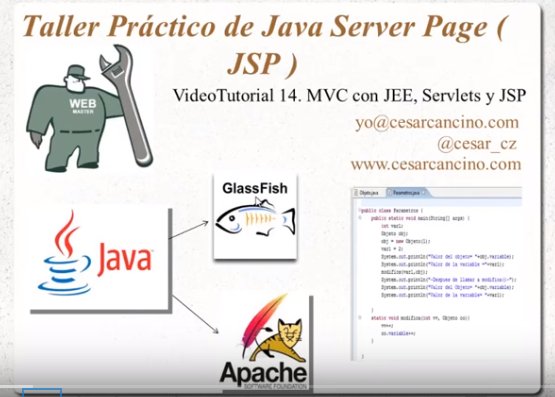 Taller Práctico de Java Server Page (
JSP )
VideoTutorial 14. MVC con JEE, Servlets y JSP
yo@cesarcancino.com
@cesar_cz
www.cesarcancino.com
WEB
MASTER
GlassFish
Java
Apache
SOFTWARE FOUNDATION
Objeto.java Parametros.java
public class Parametros {
public static void main(String[] args) {
int var1;
Objeto obj;
obj = new Objeto(1);
var1 = 2;
System.out.println("Valor del objeto= "+obj.variable);
System.out.println("Valor de la variable ="+var1);
modifica(var1,obj);
System.out.println("-Despues de llamar a modifica()-");
System.out.println("Valor del Objeto= "+obj.variable);
System.out.println("Valor de la variable= "+var1);
}
static void modifica(int vv, Objeto oo){
vv++;
oo.variable++;
}
}